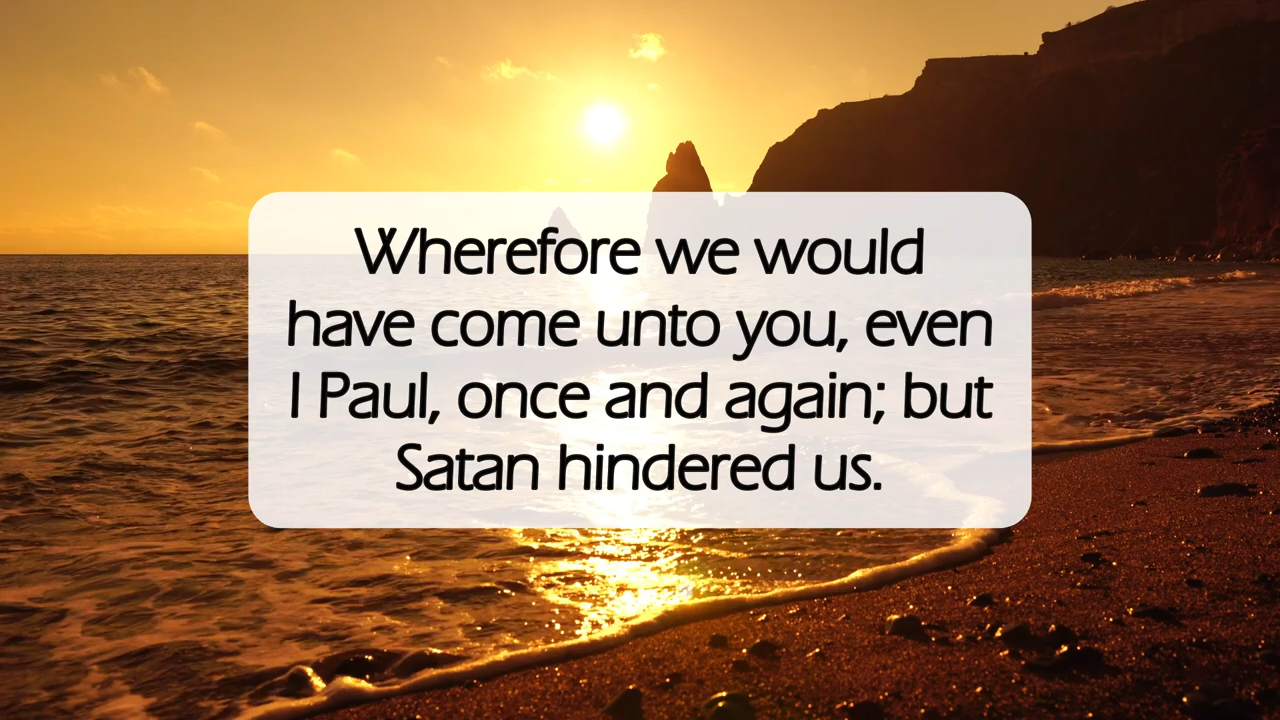 Wherefore we would
have come unto you, even
I Paul, once and again; but
Satan hindered us.